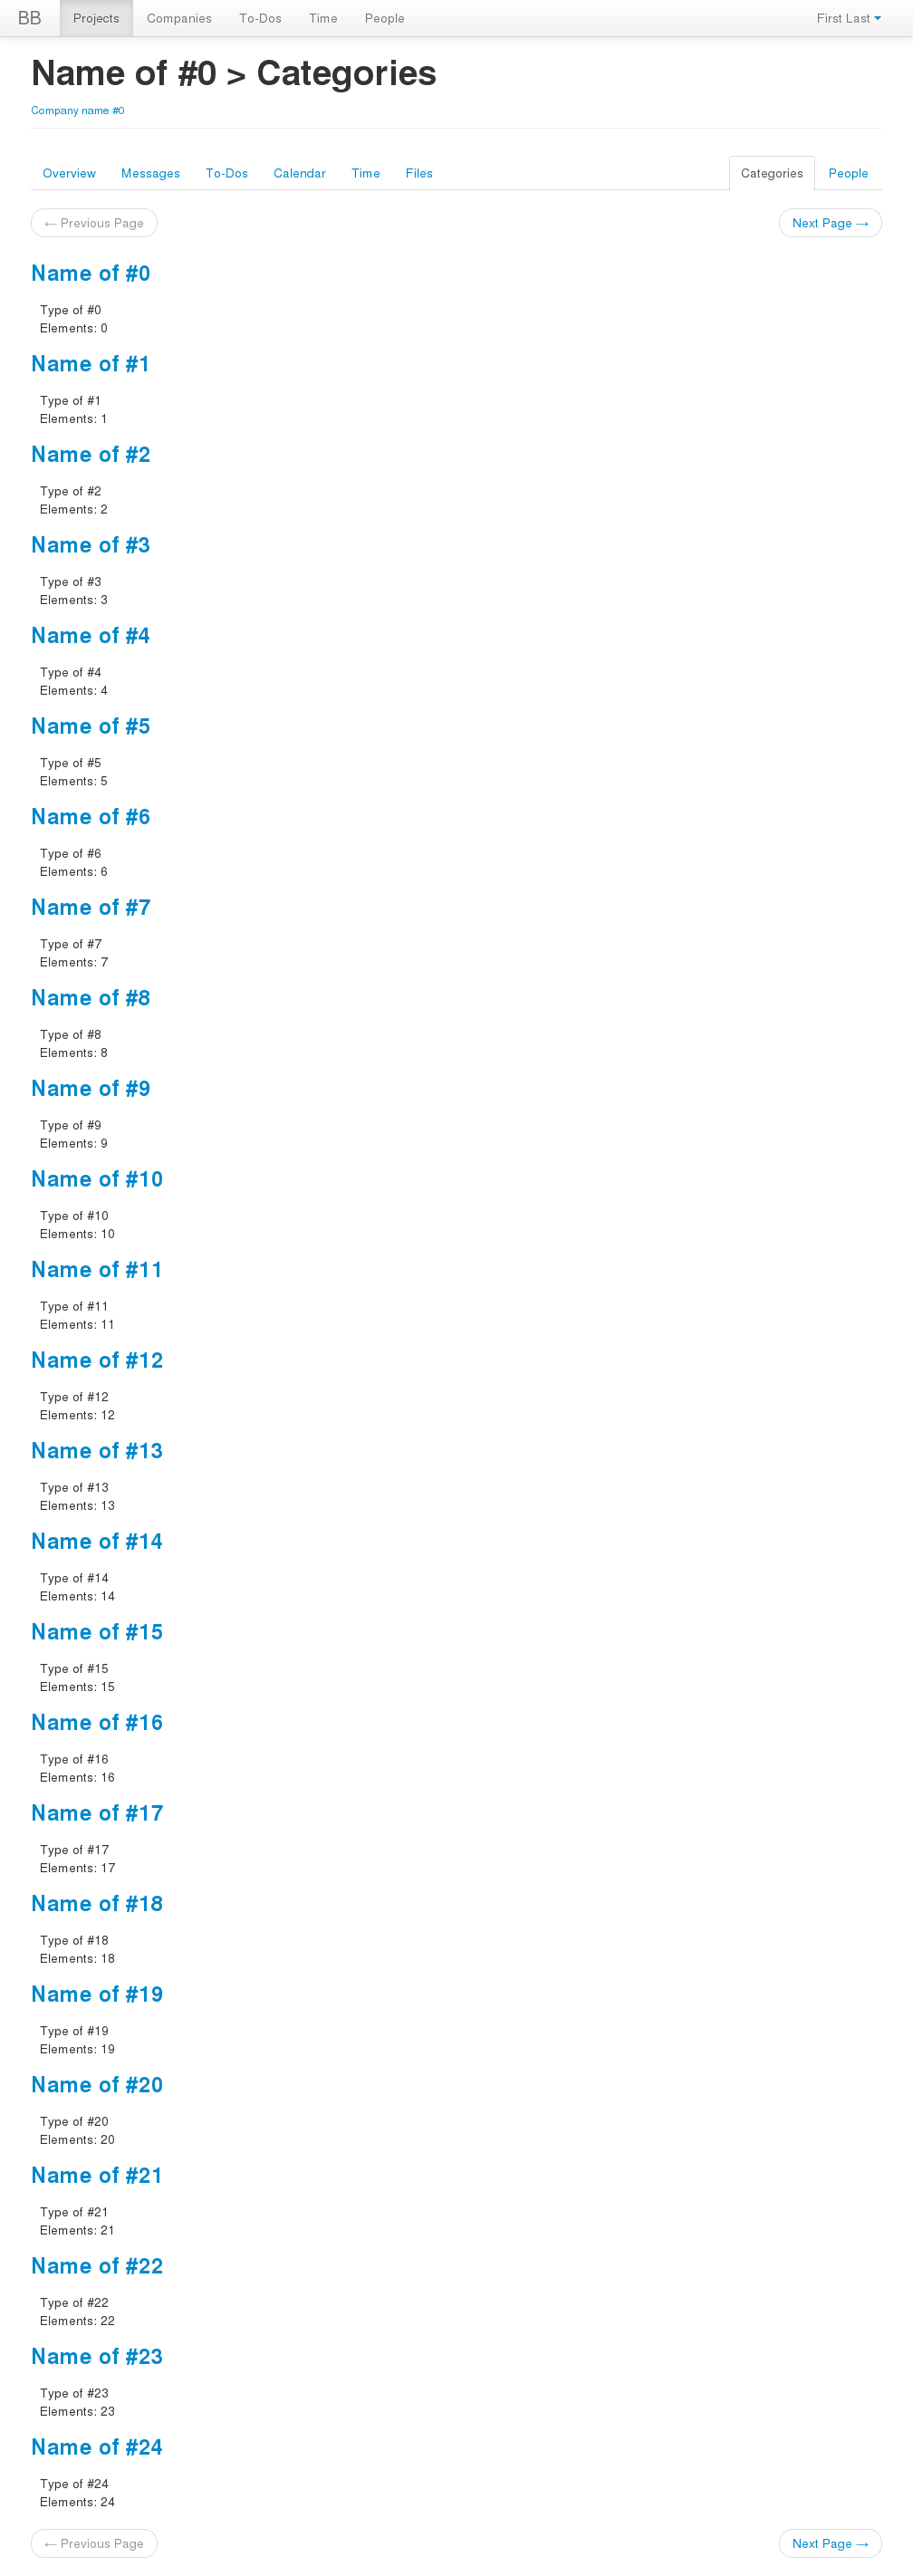 BB Projects Companies To-Dos Time People First Last
Name of #0 > Categories
Company name #0
Overview Messages To-Dos Calendar Time Files Categories People
← Previous Page Next Page →
Name of #0
Type of #0
Elements: 0
Name of #1
Type of #1
Elements: 1
Name of #2
Type of #2
Elements: 2
Name of #3
Type of #3
Elements: 3
Name of #4
Type of #4
Elements: 4
Name of #5
Type of #5
Elements: 5
Name of #6
Type of #6
Elements: 6
Name of #7
Type of #7
Elements: 7
Name of #8
Type of #8
Elements: 8
Name of #9
Type of #9
Elements: 9
Name of #10
Type of #10
Elements: 10
Name of #11
Type of #11
Elements: 11
Name of #12
Type of #12
Elements: 12
Name of #13
Type of #13
Elements: 13
Name of #14
Type of #14
Elements: 14
Name of #15
Type of #15
Elements: 15
Name of #16
Type of #16
Elements: 16
Name of #17
Type of #17
Elements: 17
Name of #18
Type of #18
Elements: 18
Name of #19
Type of #19
Elements: 19
Name of #20
Type of #20
Elements: 20
Name of #21
Type of #21
Elements: 21
Name of #22
Type of #22
Elements: 22
Name of #23
Type of #23
Elements: 23
Name of #24
Type of #24
Elements: 24
← Previous Page Next Page →